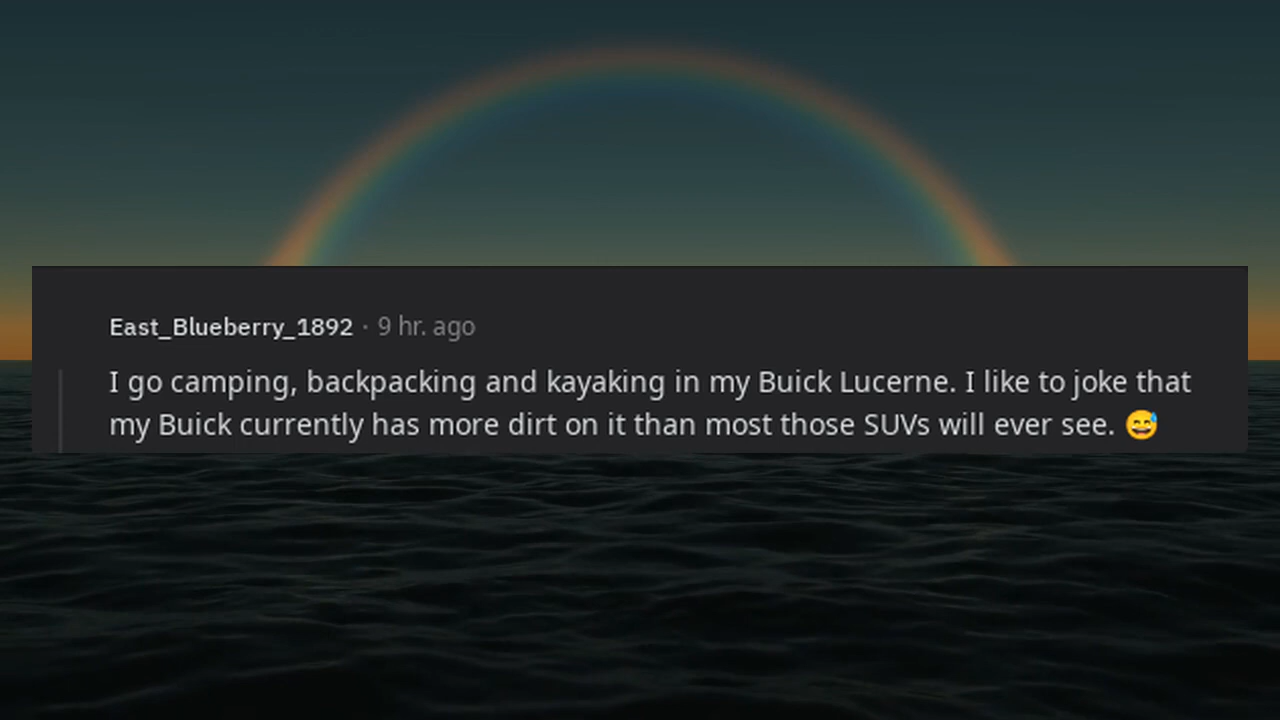 East_Blueberry_1892 · 9 hr. ago
I go camping, backpacking and kayaking in my Buick Lucerne. I like to joke that
my Buick currently has more dirt on it than most those SUVs will ever see. 😅